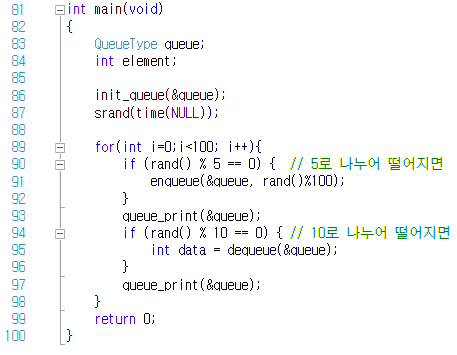 81 int main(void)
82 {
83 QueueType queue;
84 int element;
85
86 init_queue(&queue);
87 srand(time(NULL));
88
89 for(int i=0;i<100; i++){
90 if (rand() % 5 == 0) { // 5로 나누어 떨어지면
91 enqueue(&queue, rand()%100);
92 }
93 queue_print(&queue);
94 if (rand() % 10 == 0) { // 10로 나누어 떨어지면
95 int data = dequeue(&queue);
96 }
97 queue_print(&queue);
98 }
99 return 0;
100 }